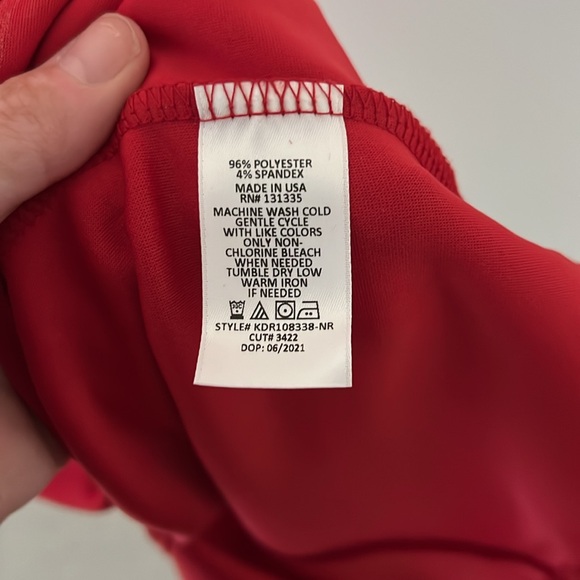 96% POLYESTER
4% SPANDEX
MADE IN USA
RN# 131335
MACHINE WASH COLD
GENTLE CYCLE
WITH LIKE COLORS
ONLY NON-
CHLORINE BLEACH
WHEN NEEDED
TUMBLE DRY LOW
WARM IRON
IF NEEDED
STYLE# KDR108338-NR
CUT# 3422
DOP: 06/2021